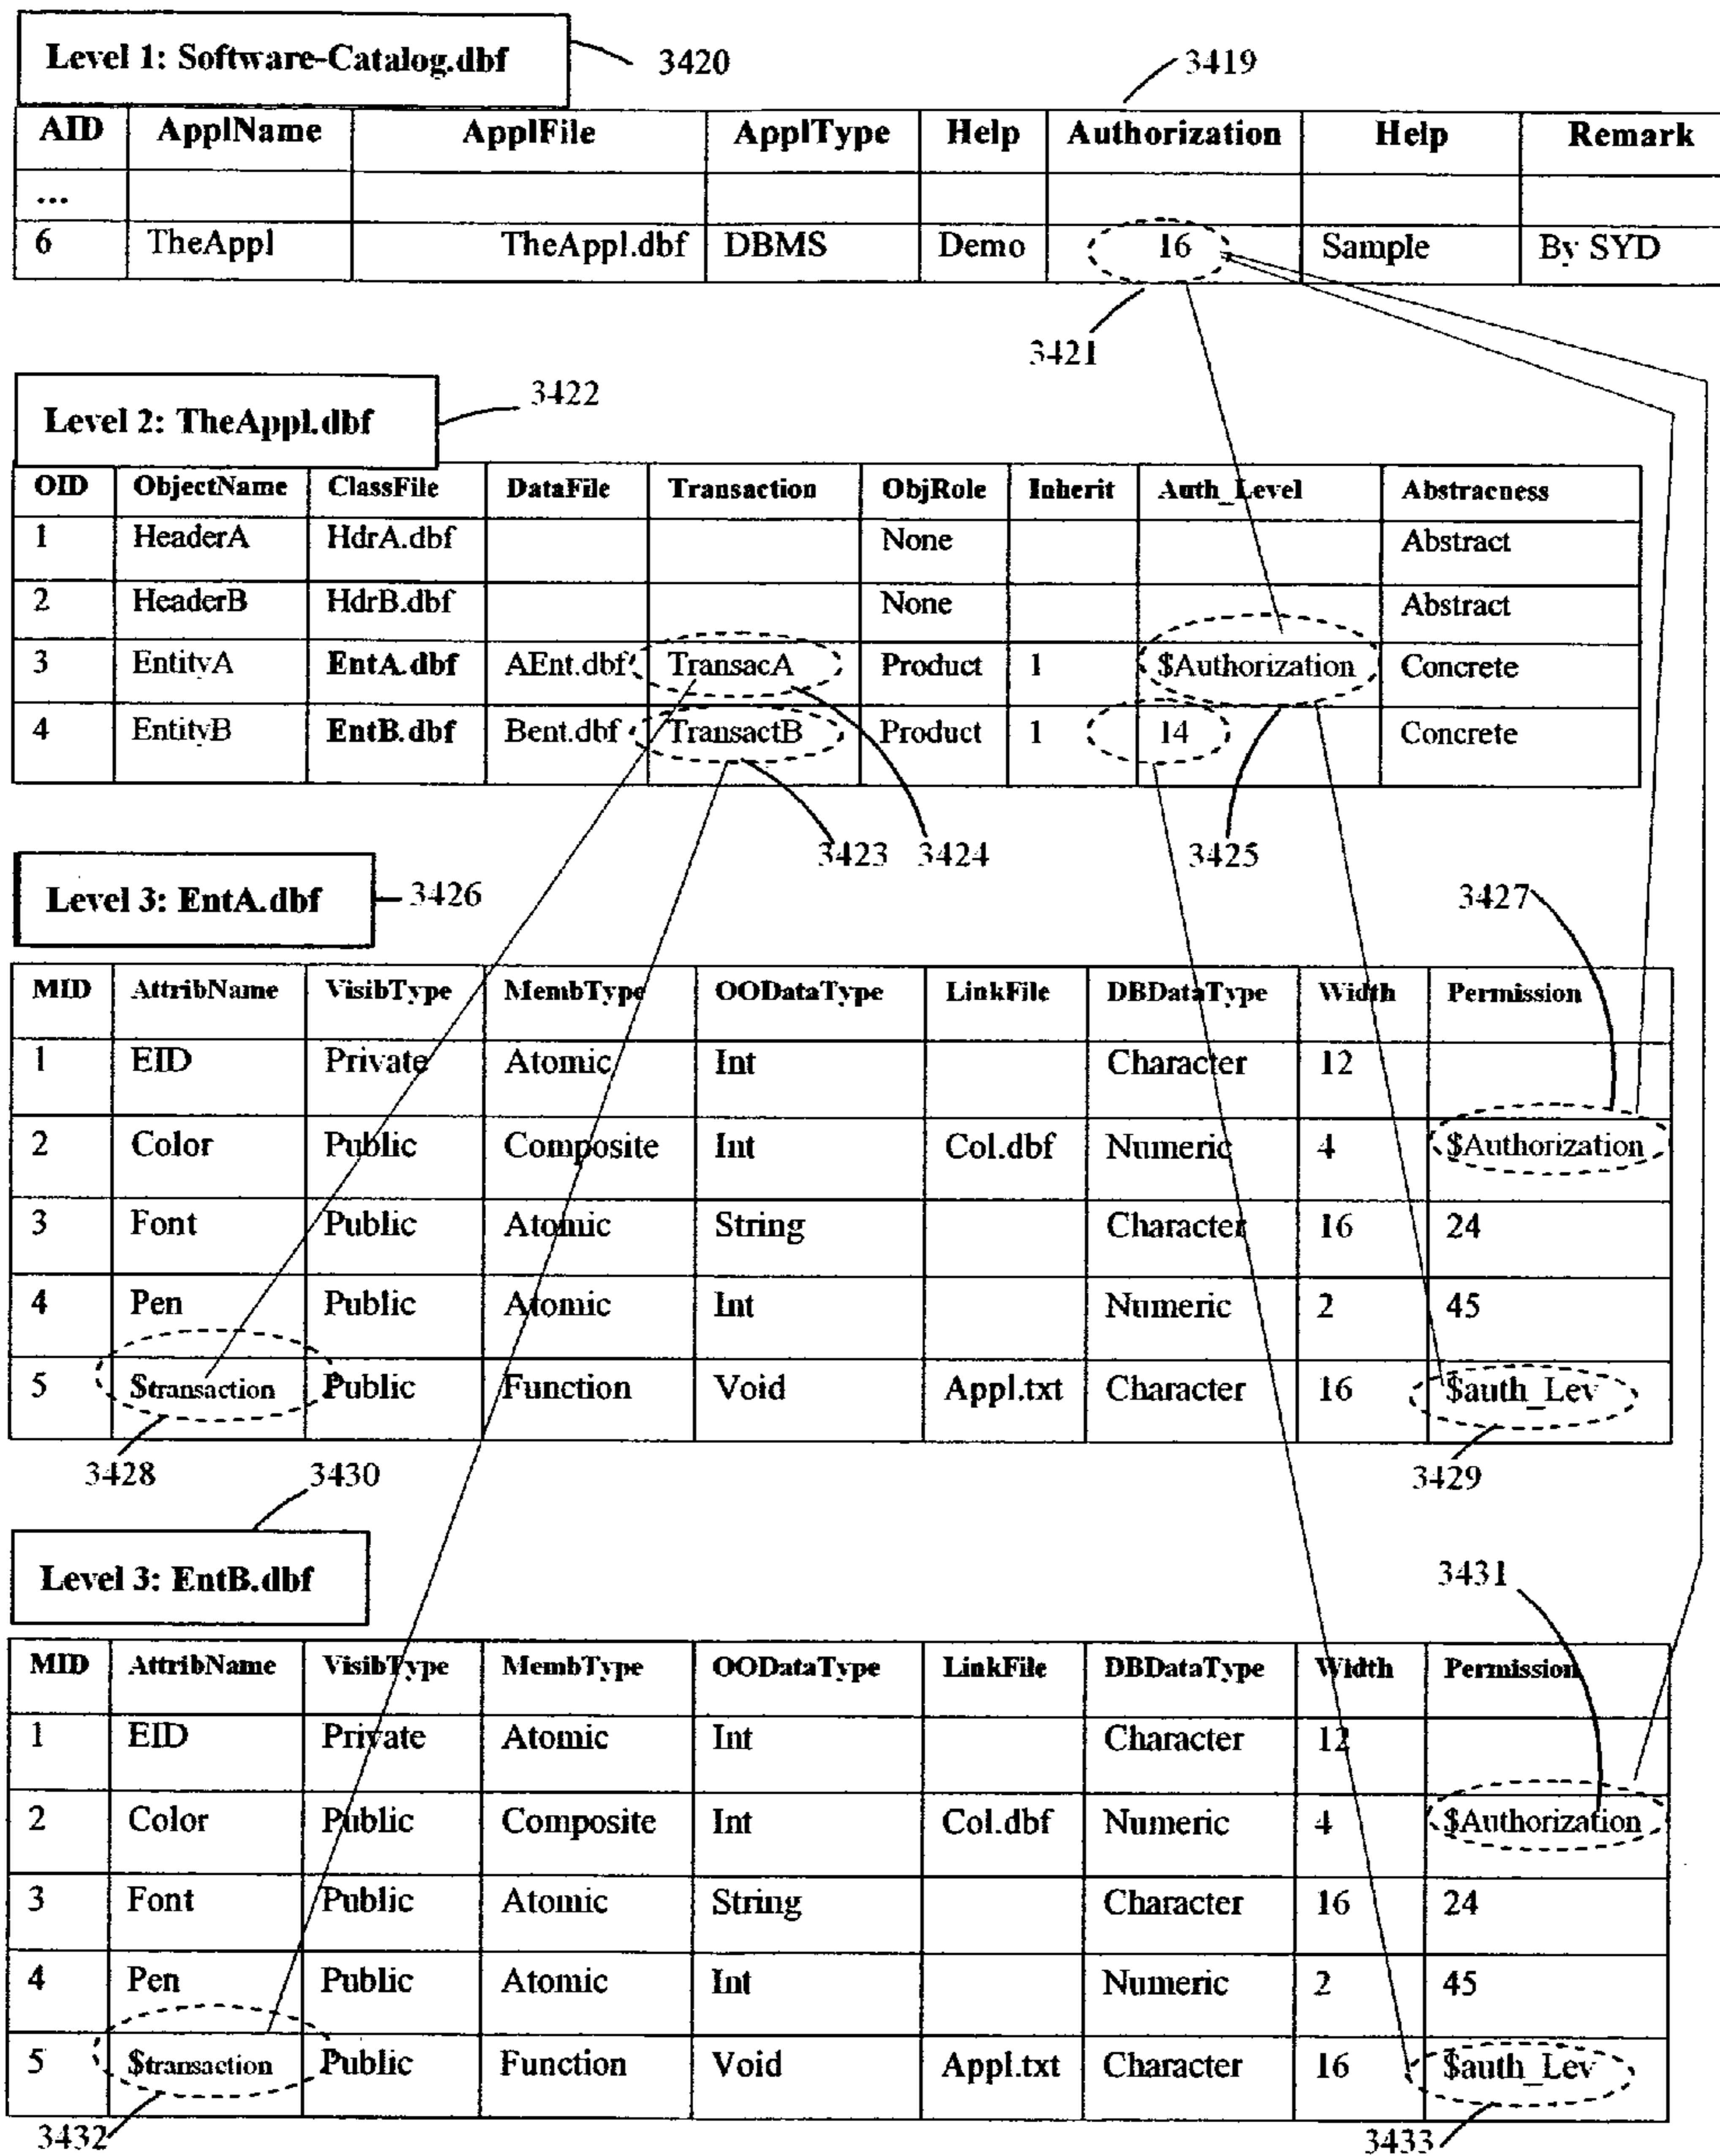 Level 1: Software-Catalog.dbf 3420 3419
AID ApplName ApplFile ApplType Help Authorization Help Remark
...
6 TheAppl TheAppl.dbf DBMS Demo 16 Sample By SYD
3421
Level 2: TheAppl.dbf 3422
OID ObjectName ClassFile DataFile Transaction ObjRole Inherit Auth_Level Abstracness
1 HeaderA HdrA.dbf None Abstract
2 HeaderB HdrB.dbf None Abstract
3 EntityA EntA.dbf AEnt.dbf TransacA Product 1 $Authorization Concrete
4 EntityB EntB.dbf Bent.dbf TransactB Product 1 14 Concrete
3423 3424 3425
Level 3: EntA.dbf 3426 3427
MID AttribName VisibType MembType OODataType LinkFile DBDataType Width Permission
1 EID Private Atomic Int Character 12
2 Color Public Composite Int Col.dbf Numeric 4 $Authorization
3 Font Public Atomic String Character 16 24
4 Pen Public Atomic Int Numeric 2 45
5 $transaction Public Function Void Appl.txt Character 16 $auth_Lev
3428 3430 3429
Level 3: EntB.dbf 3431
MID AttribName VisibType MembType OODataType LinkFile DBDataType Width Permission
1 EID Private Atomic Int Character 12
2 Color Public Composite Int Col.dbf Numeric 4 $Authorization
3 Font Public Atomic String Character 16 24
4 Pen Public Atomic Int Numeric 2 45
5 $transaction Public Function Void Appl.txt Character 16 $auth_Lev
3432 3433